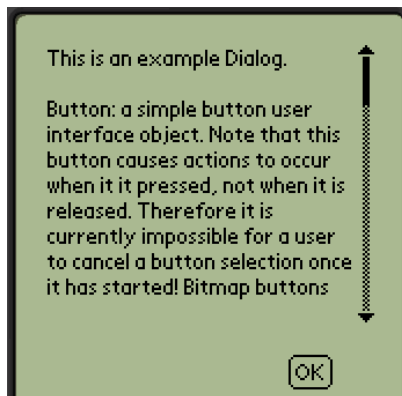 This is an example Dialog.
Button: a simple button user
interface object. Note that this
button causes actions to occur
when it it pressed, not when it is
released. Therefore it is
currently impossible for a user
to cancel a button selection once
it has started! Bitmap buttons
OK